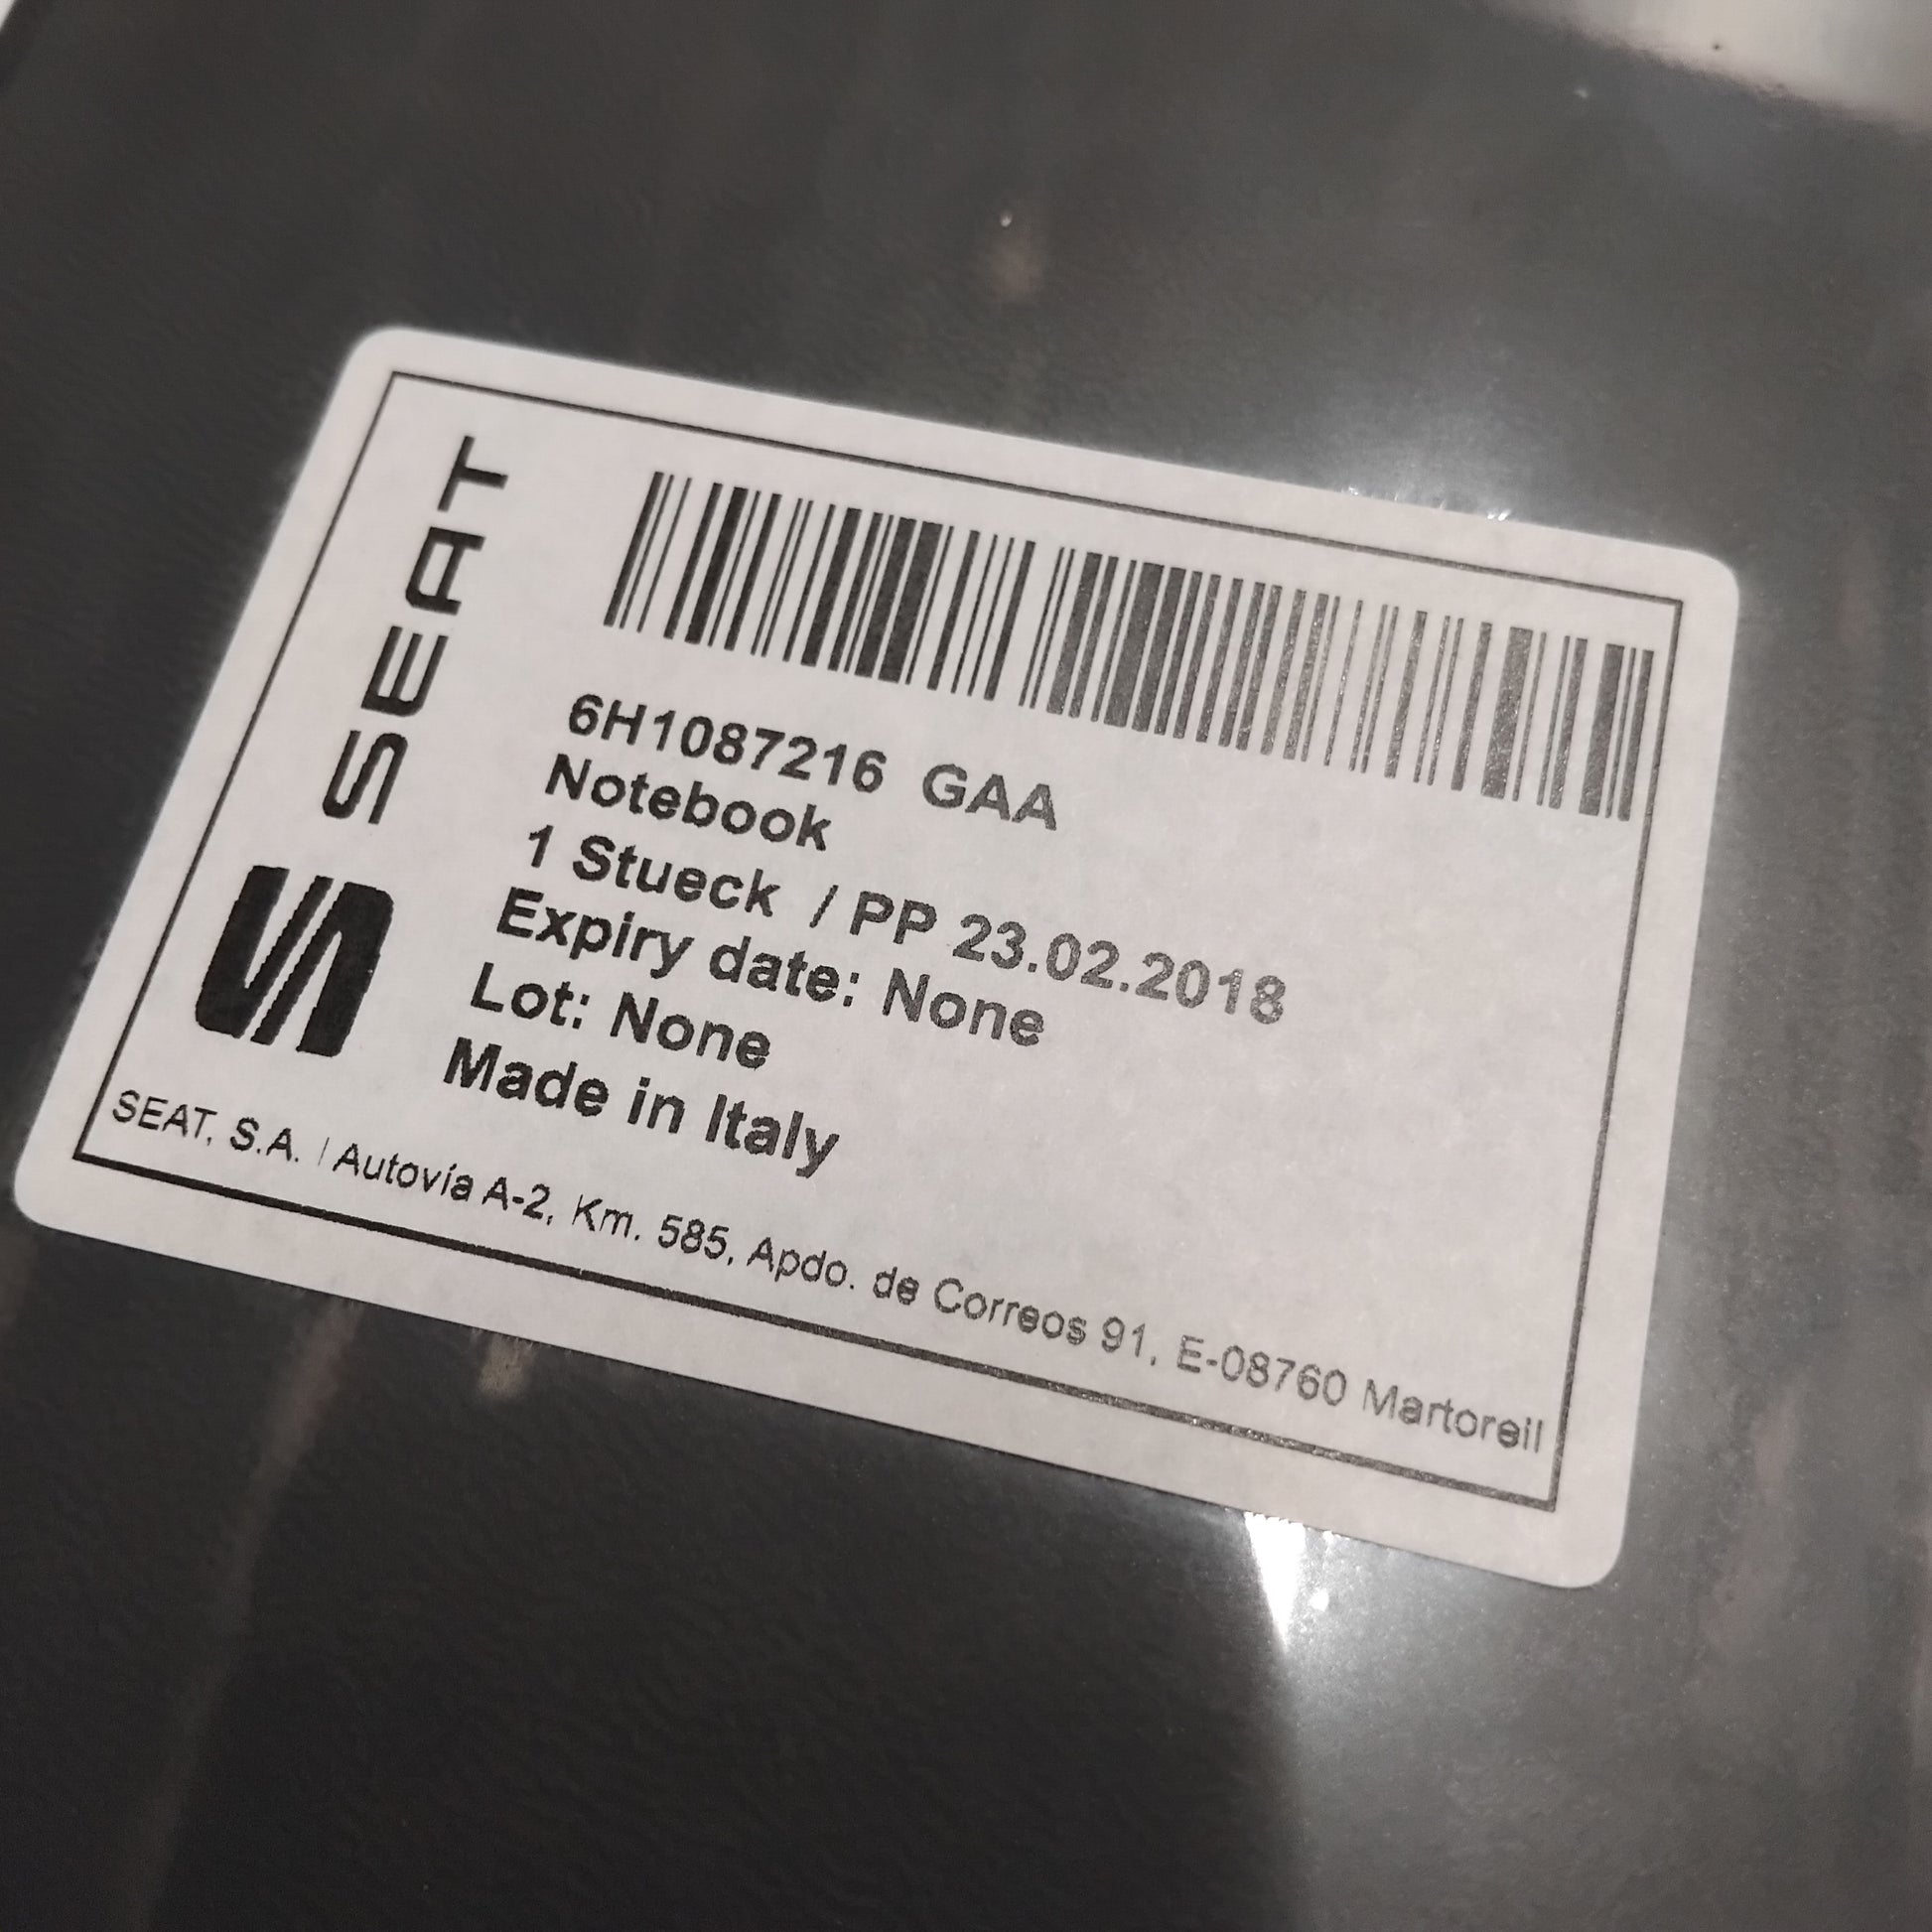 SEAT
6H1087216 GAA
Notebook
1 Stueck / PP 23.02.2018
Expiry date: None
Lot: None
Made in Italy
SEAT, S.A. | Autovía A-2, Km. 585, Apdo. de Correos 91, E-08760 Martorell